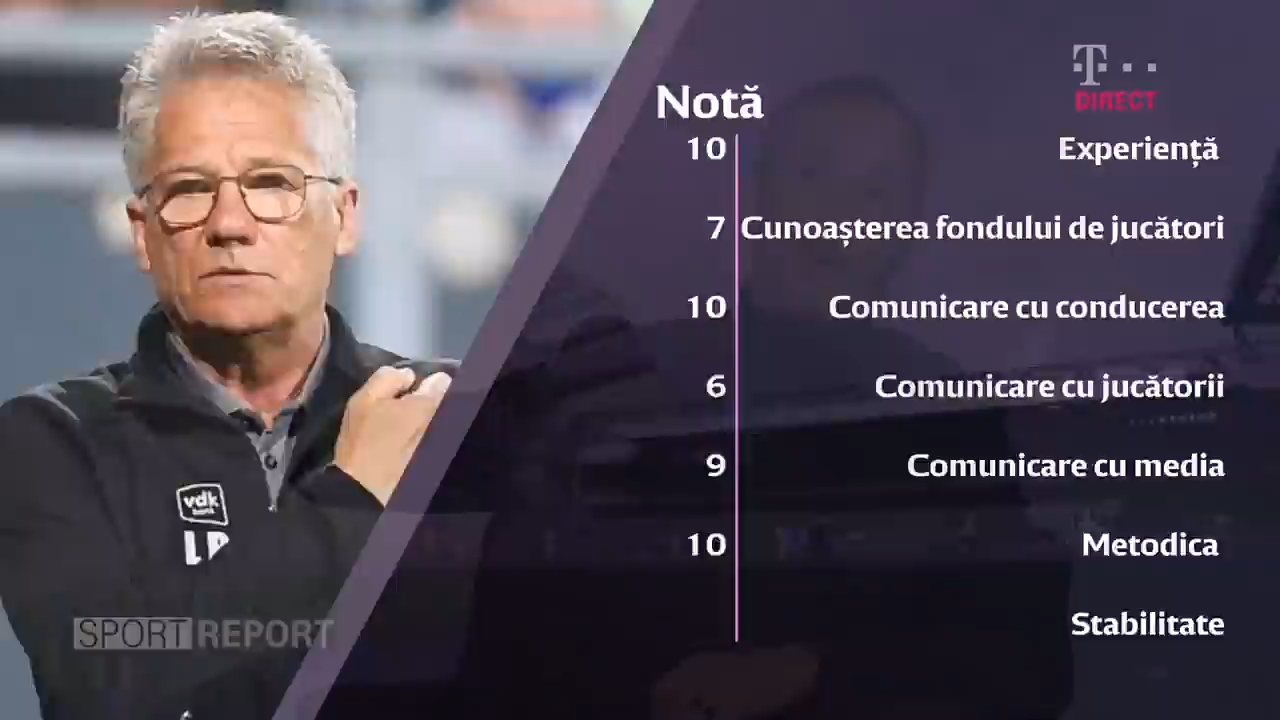 T
DIRECT
Notă
10 Experiență
7 Cunoașterea fondului de jucători
10 Comunicare cu conducerea
6 Comunicare cu jucătorii
9 Comunicare cu media
10 Metodica
Stabilitate
vdk
bank
SPORT REPORT